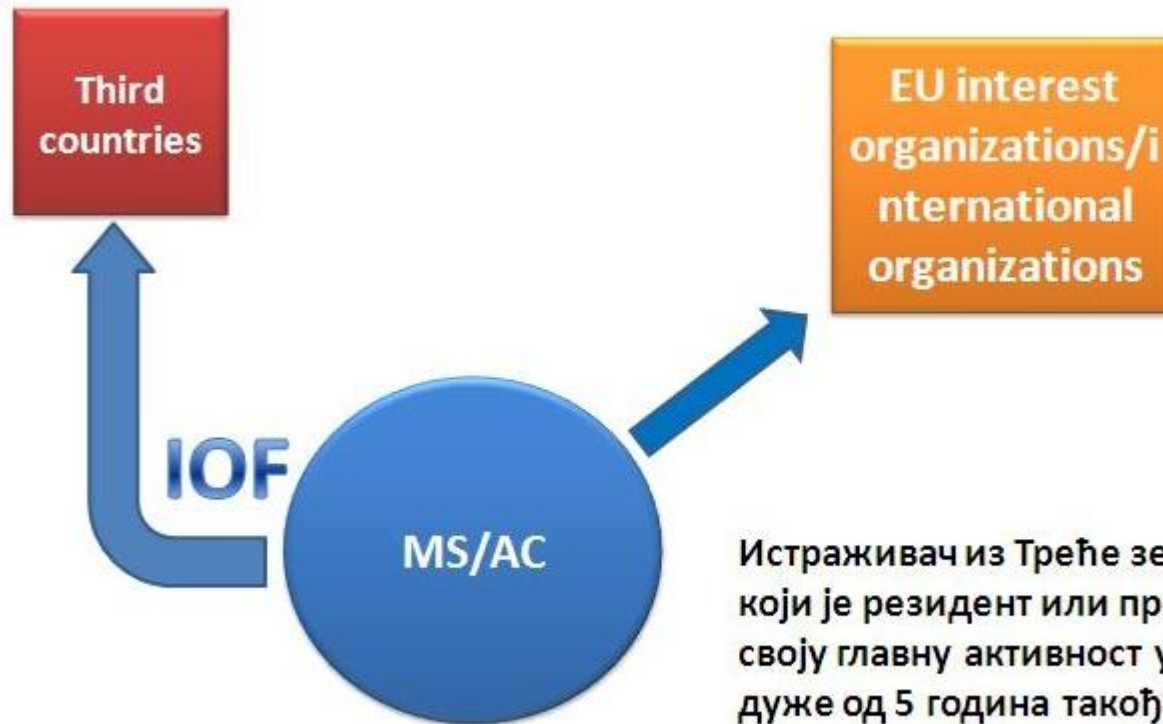 Third
countries
EU interest
organizations/i
nternational
organizations
IOF
MS/AC
Истраживач из Треће
који је резидент или
своју главну активност
дуже од 5 година